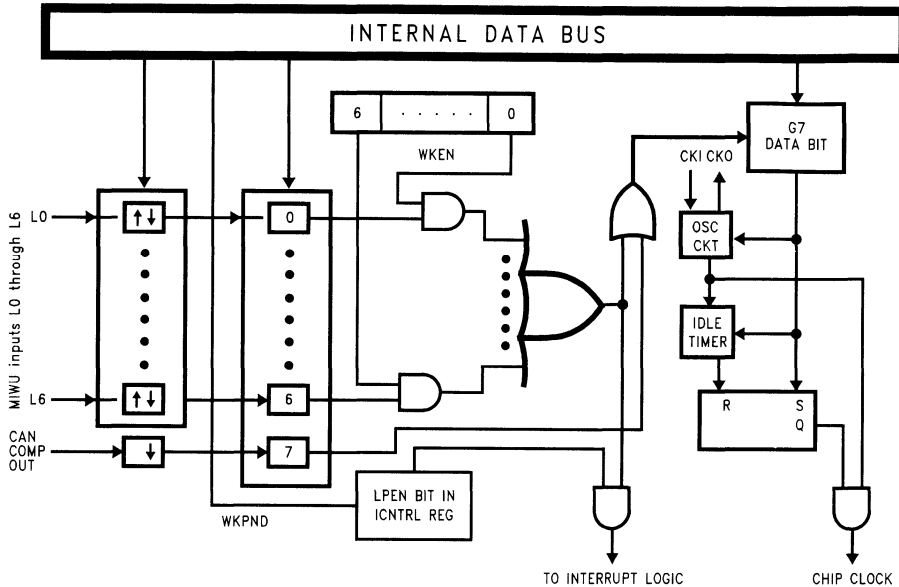 INTERNAL DATA BUS
6 . . . . . 0
WKEN
G7
DATA BIT
CKI CKO
OSC
CKT
IDLE
TIMER
R S
Q
MIWU inputs L0 through L6
L0
0
L6
6
CAN
COMP
OUT
7
WKPND
LPEN BIT IN
ICNTRL REG
TO INTERRUPT LOGIC
CHIP CLOCK